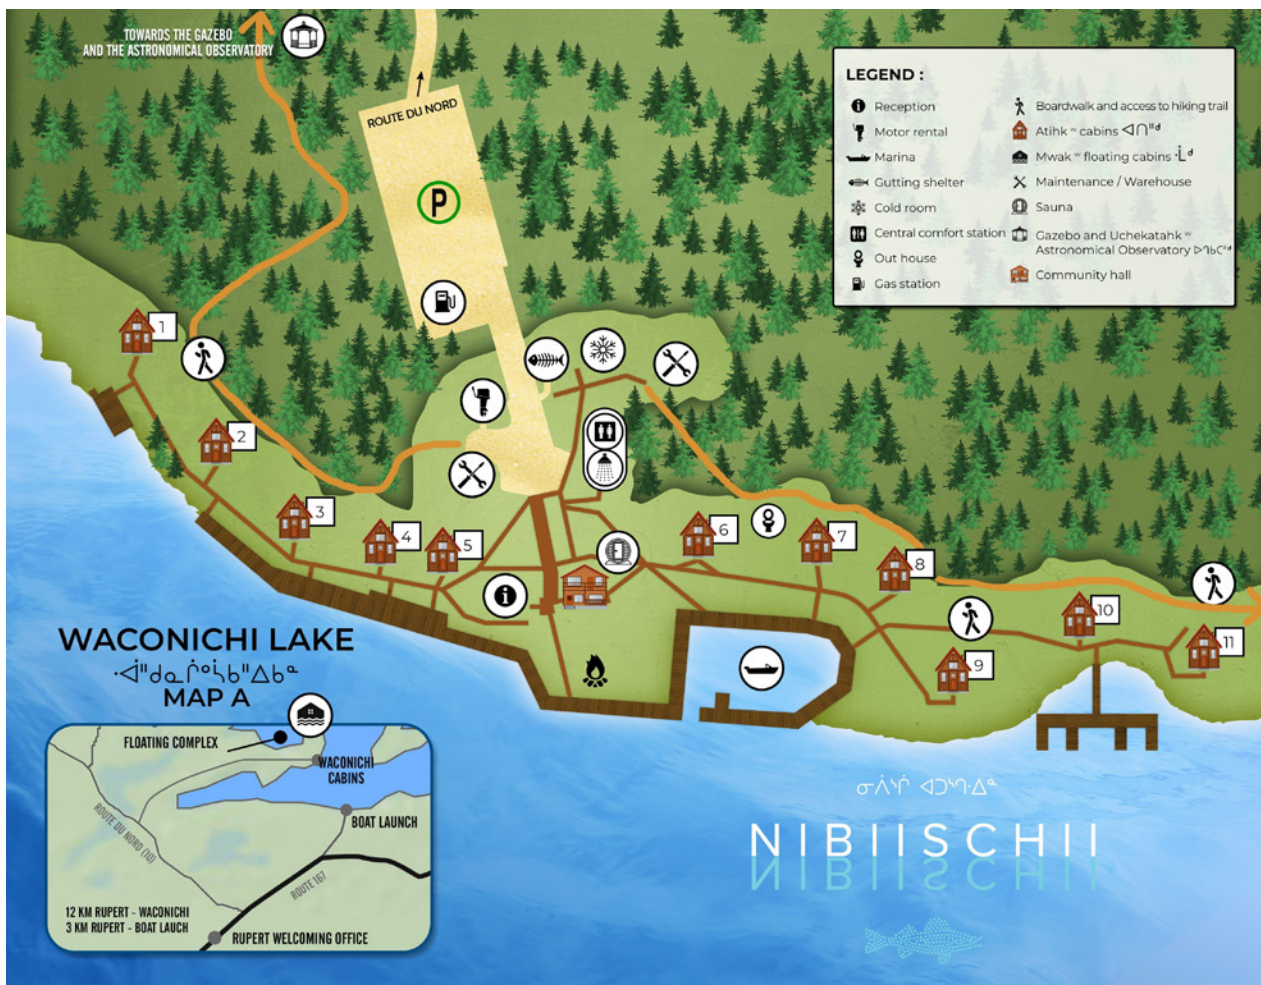 TOWARDS THE GAZEBO
AND THE ASTRONOMICAL OBSERVATORY
ROUTE DU NORD
P
LEGEND :
Reception
Motor rental
Marina
Gutting shelter
Cold room
Central comfort station
Out house
Gas station
Boardwalk and access to hiking trail
Atihk ʷ cabins ᐊᑎᐦᒄ
Mwak ʷ floating cabins ᒫᒄ
Maintenance / Warehouse
Sauna
Gazebo and Uchekatahk ʷ
Astronomical Observatory ᐅᒉᑲᑕᐦᒄ
Community hall
1
2
3
4
5
6
7
8
9
10
11
WACONICHI LAKE
MAP A
FLOATING COMPLEX
WACONICHI
CABINS
BOAT LAUNCH
ROUTE DU NORD (10)
ROUTE 167
12 KM RUPERT - WACONICHI
3 KM RUPERT - BOAT LAUCH
RUPERT WELCOMING OFFICE
NIBIISCHII